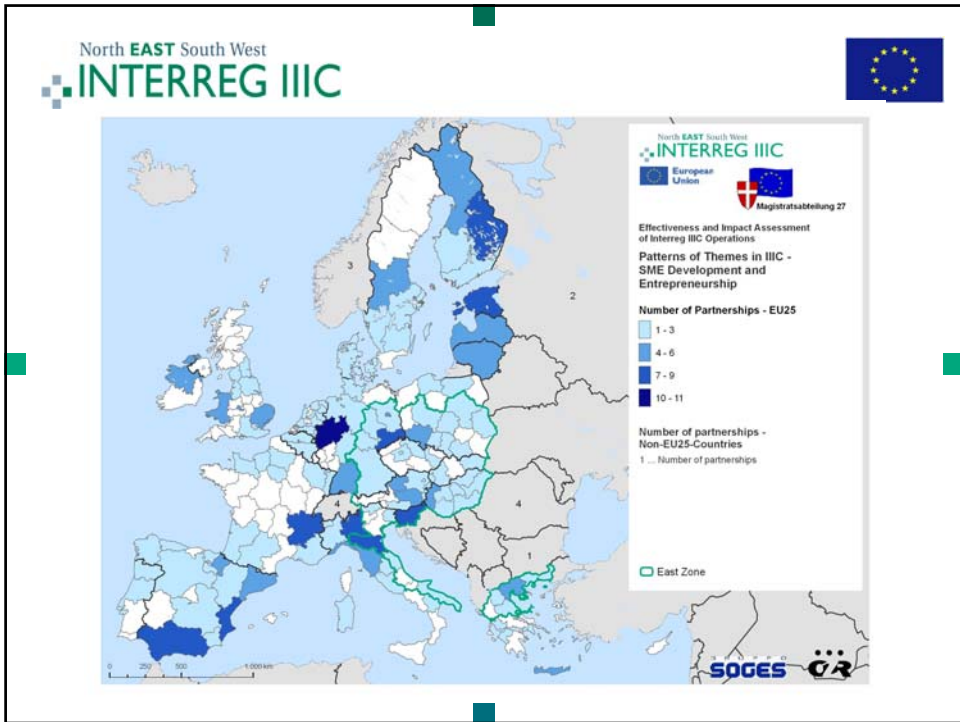 North EAST South West
INTERREG IIIC
North EAST South West
INTERREG IIIC
European
Union
Magistratsabteilung 27
Effectiveness and Impact Assessment
of Interreg IIIC Operations
Patterns of Themes in IIIC -
SME Development and
Entrepreneurship
Number of Partnerships - EU25
1 - 3
4 - 6
7 - 9
10 - 11
Number of partnerships -
Non-EU25-Countries
1 ... Number of partnerships
East Zone
3
2
4
4
1
0 250 500 1.000 km
GRUPPO
SOGES